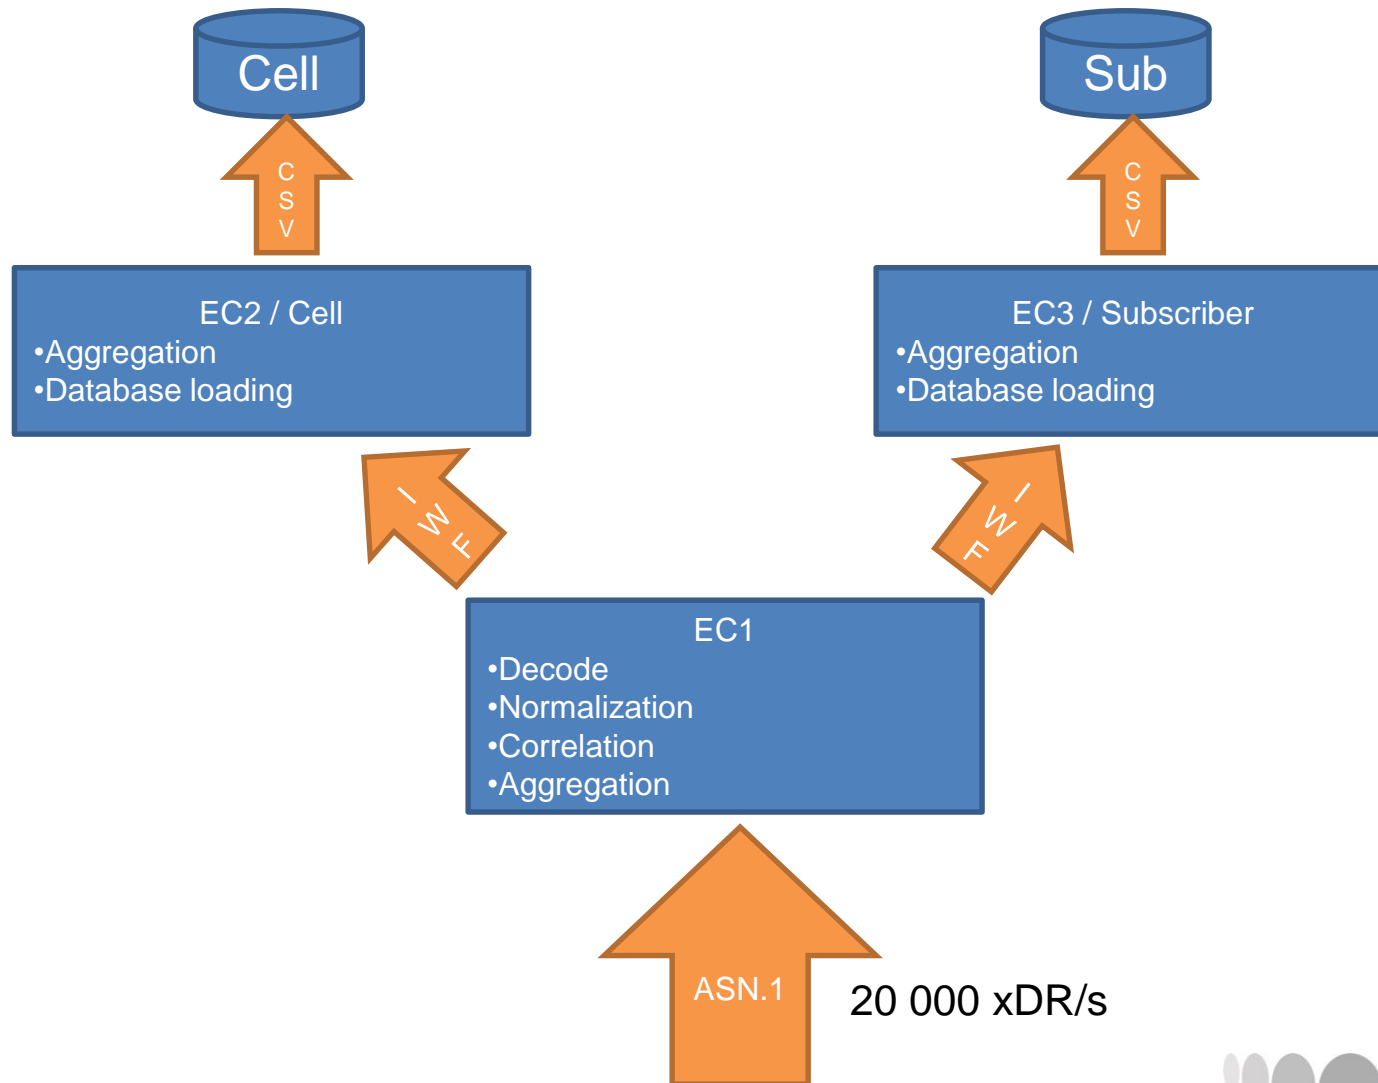 Cell
Sub
C
S
V
C
S
V
EC2 / Cell
•Aggregation
•Database loading
EC3 / Subscriber
•Aggregation
•Database loading
I
W
F
I
W
F
EC1
•Decode
•Normalization
•Correlation
•Aggregation
ASN.1
20 000 xDR/s